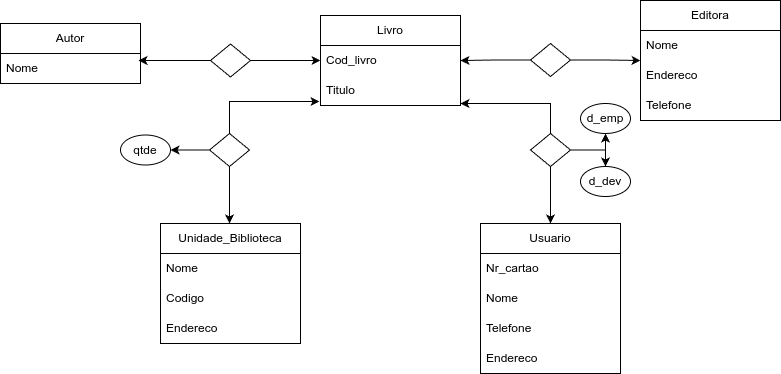 Autor
Nome
Livro
Cod_livro
Titulo
Editora
Nome
Endereco
Telefone
qtde
d_emp
d_dev
Unidade_Biblioteca
Nome
Codigo
Endereco
Usuario
Nr_cartao
Nome
Telefone
Endereco